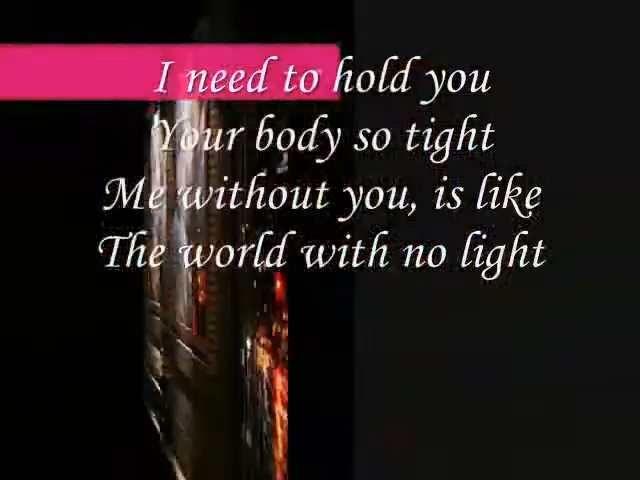 I need to hold you
Your body so tight
Me without you, is like
The world with no light